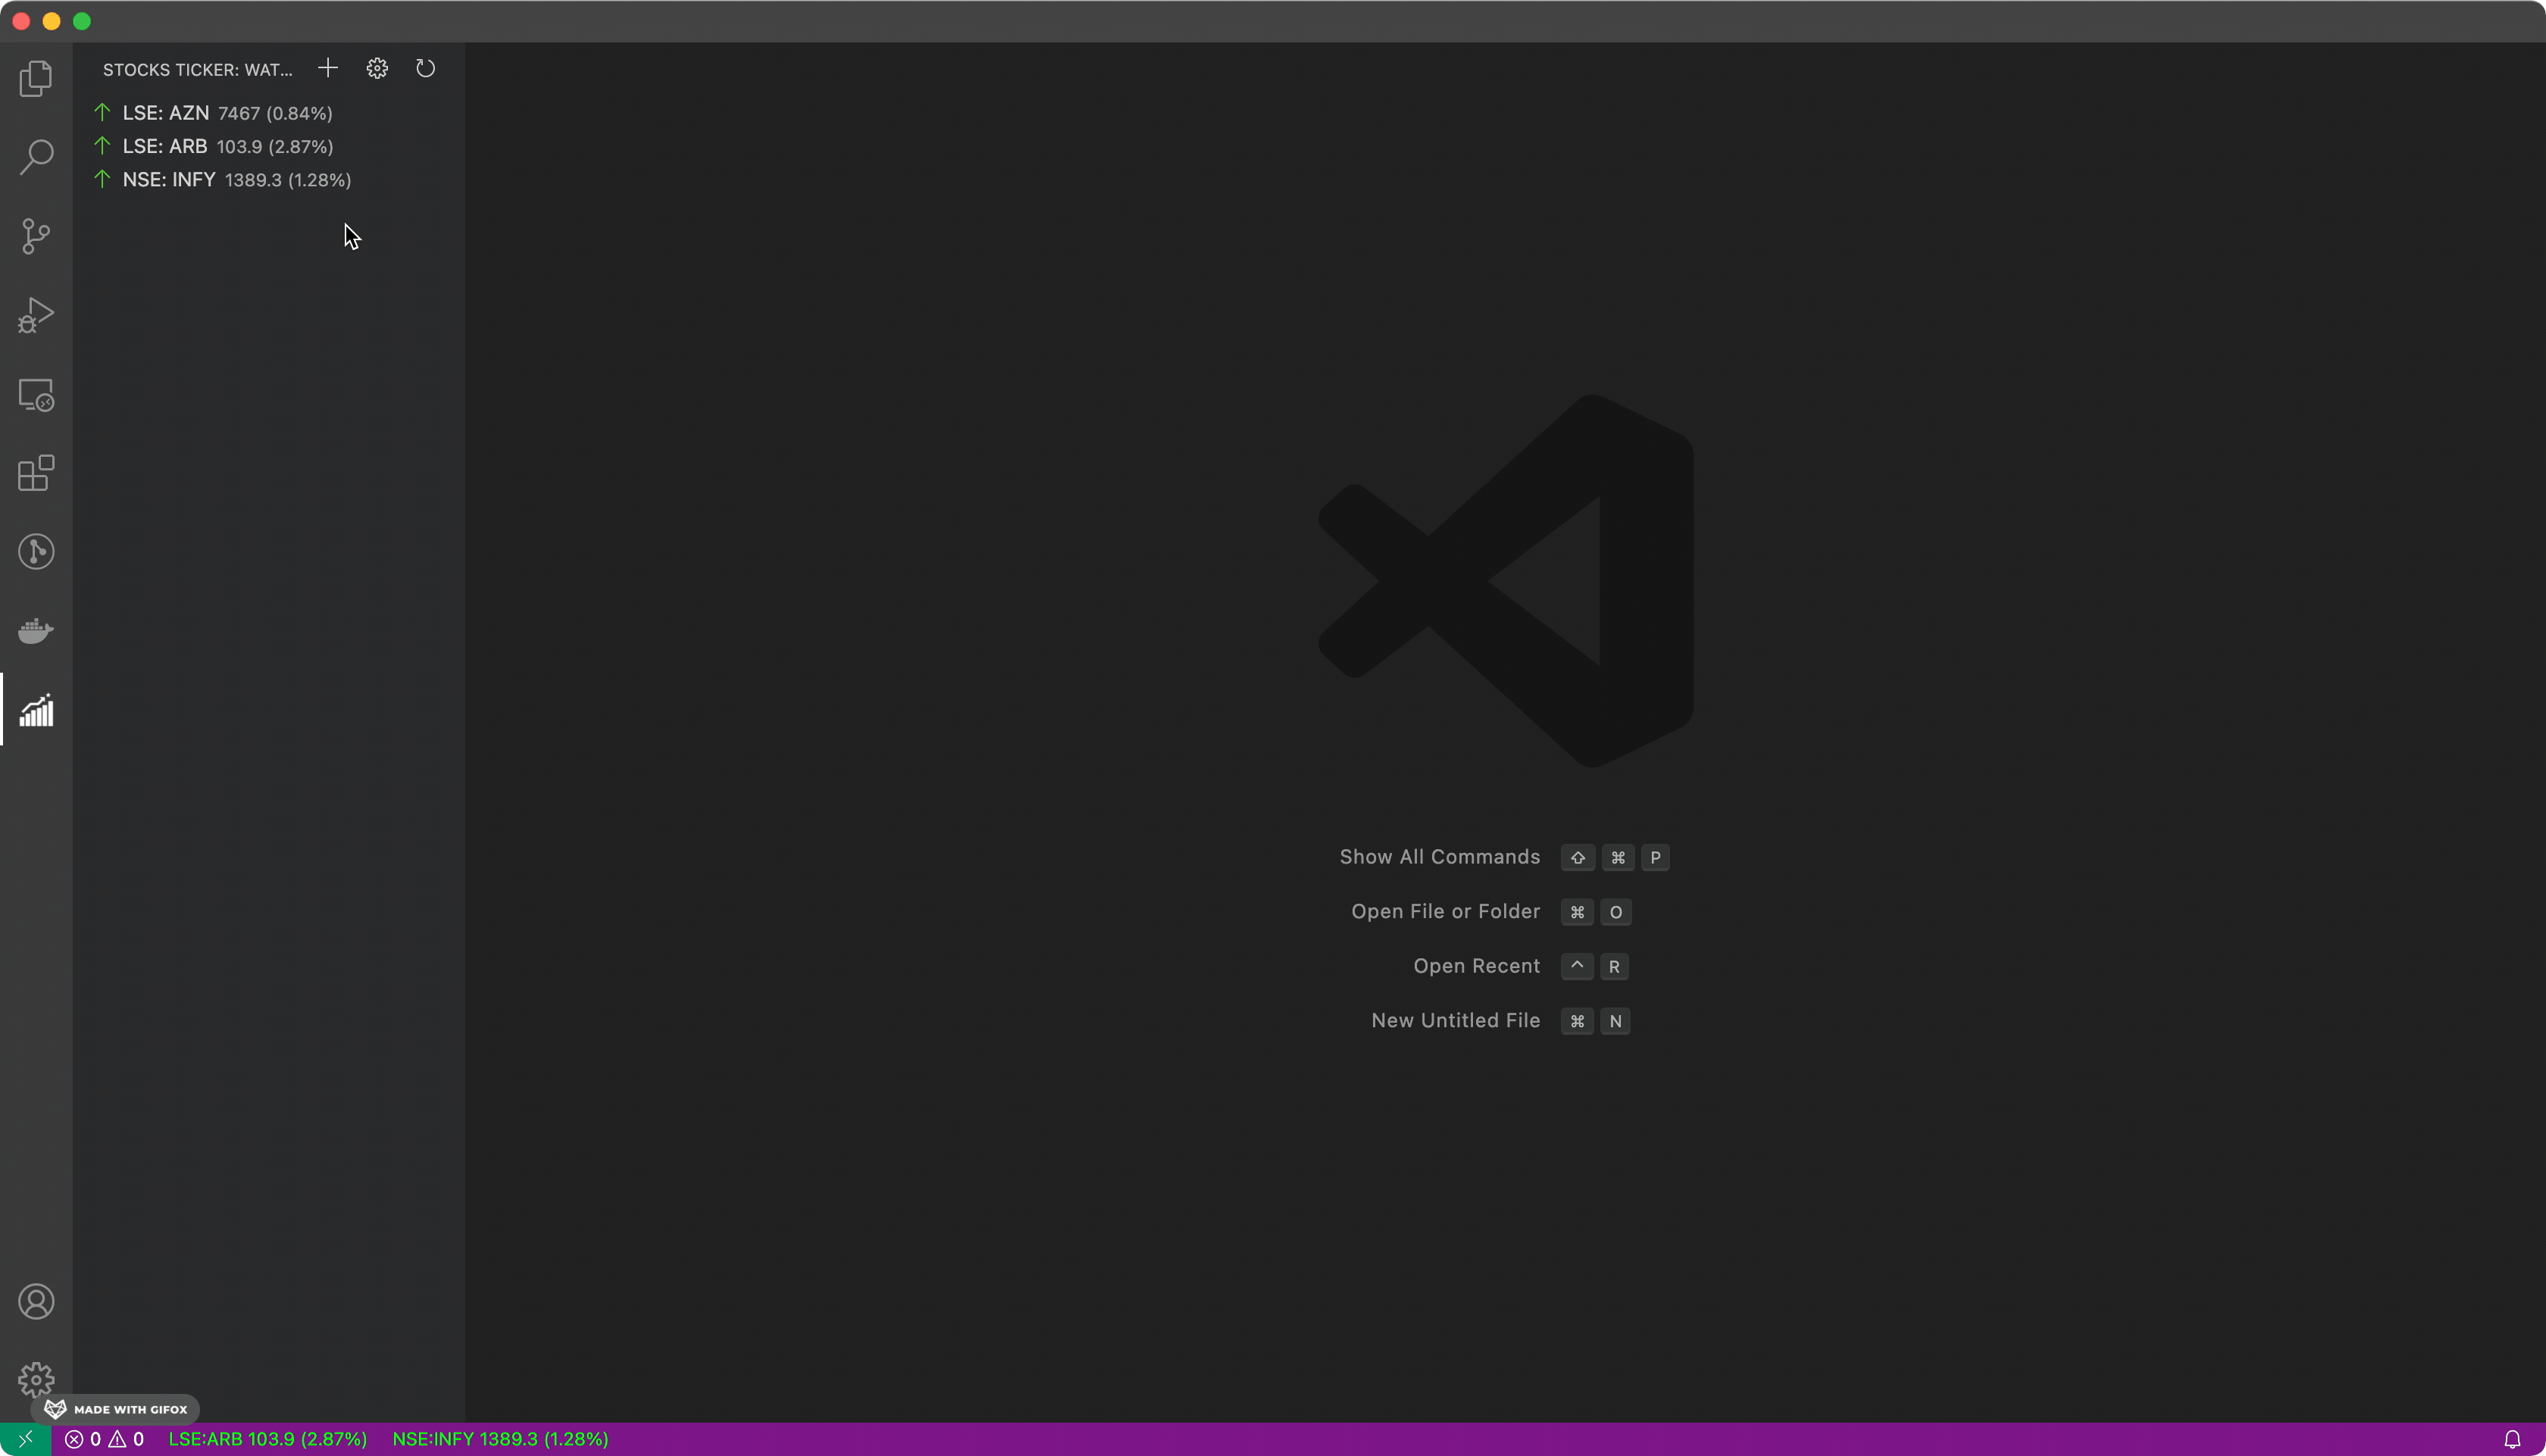 STOCKS TICKER: WAT...
LSE: AZN 7467 (0.84%)
LSE: ARB 103.9 (2.87%)
NSE: INFY 1389.3 (1.28%)
Show All Commands ⇧ ⌘ P
Open File or Folder ⌘ O
Open Recent ^ R
New Untitled File ⌘ N
MADE WITH GIFOX
0 0 LSE:ARB 103.9 (2.87%) NSE:INFY 1389.3 (1.28%)